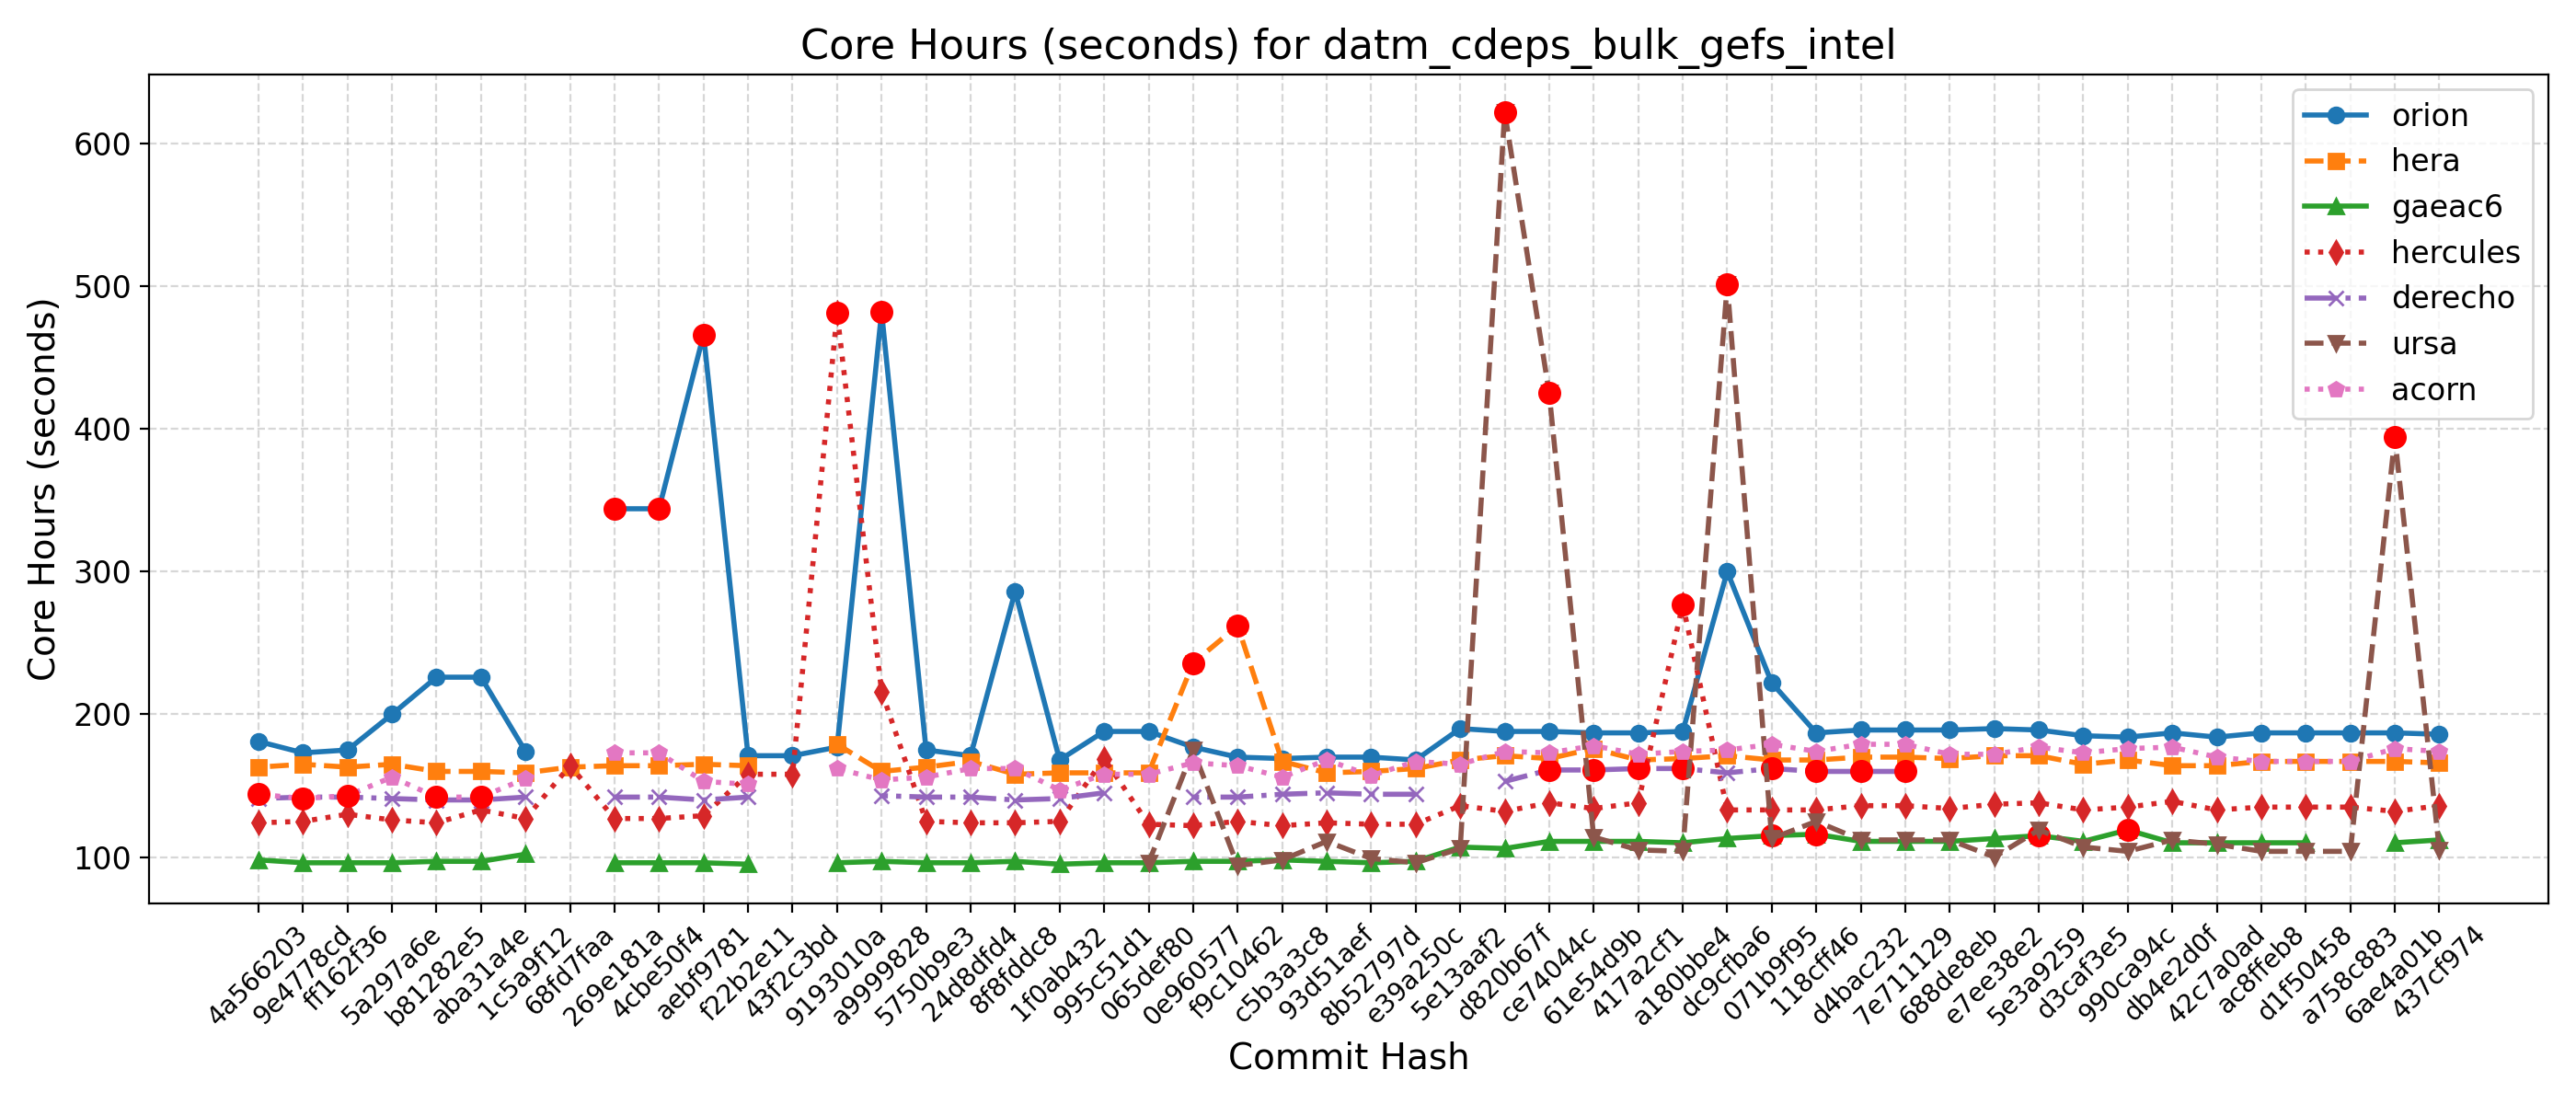 Core Hours (seconds) for datm_cdeps_bulk_gefs_intel
Core Hours (seconds)
600
500
400
300
200
100
orion
hera
gaeac6
hercules
derecho
ursa
acorn
4a566203
9e4778cd
ff162f36
5a297a6e
b81282e5
aba31a4e
1c5a9f12
68fd7faa
269e181a
4cbe50f4
aebf9781
f22b2e11
43f2c3bd
9193010a
a9999828
5750b9e3
24d8dfd4
8f8fddc8
1f0ab432
995c51d1
065def80
0e960577
f9c10462
c5b3a3c8
93d51aef
8b52797d
e39a250c
5e13aaf2
d820b67f
ce74044c
61e54d9b
417a2cf1
a180bbe4
dc9cfba6
071b9f95
118cff46
d4bac232
7e711129
688de8eb
e7ee38e2
5e3a9259
d3caf3e5
990ca94c
db4e2d0f
42c7a0ad
ac8ffeb8
d1f50458
a758c883
6ae4a01b
437cf974
Commit Hash